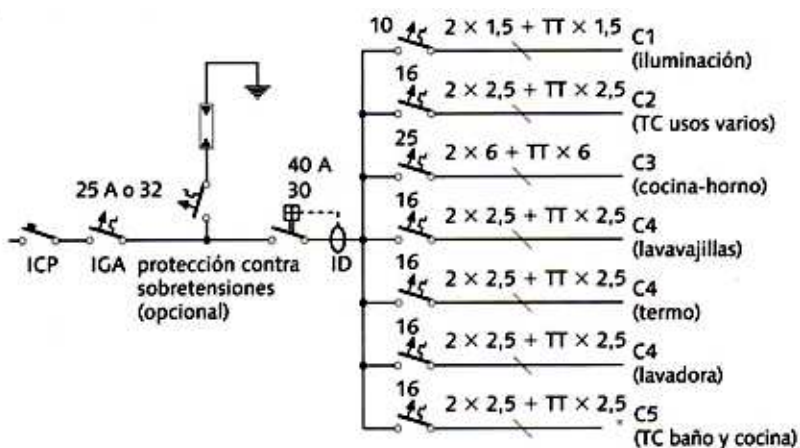 25 A o 32
ICP
IGA
protección contra
sobretensiones
(opcional)
40 A
30
ID
10
2 × 1,5 + TT × 1,5
C1
(iluminación)
16
2 × 2,5 + TT × 2,5
C2
(TC usos varios)
25
2 × 6 + TT × 6
C3
(cocina-horno)
16
2 × 2,5 + TT × 2,5
C4
(lavavajillas)
16
2 × 2,5 + TT × 2,5
C4
(termo)
16
2 × 2,5 + TT × 2,5
C4
(lavadora)
16
2 × 2,5 + TT × 2,5
C5
(TC baño y cocina)